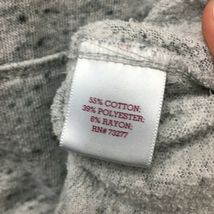 55% COTTON;
39% POLYESTER;
6% RAYON;
RN# 73277